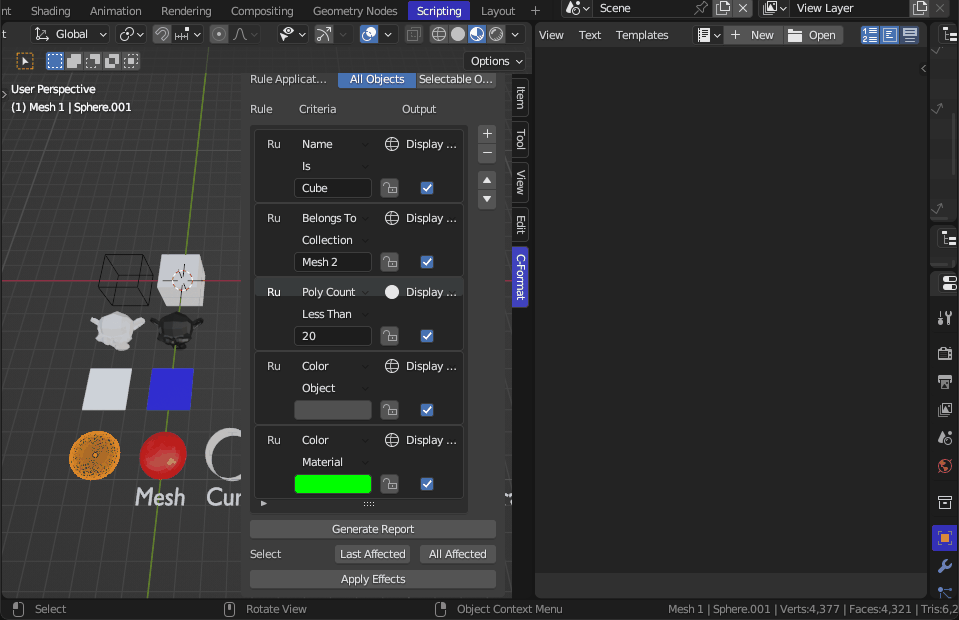 nt Shading Animation Rendering Compositing Geometry Nodes Scripting Layout + Scene View Layer
t Global View Text Templates + New Open
Options
User Perspective
(1) Mesh 1 | Sphere.001
Rule Applicat... All Objects Selectable O...
Rule Criteria Output
Ru Name Display ...
Is
Cube
Ru Belongs To Display ...
Collection
Mesh 2
Ru Poly Count Display ...
Less Than
20
Ru Color Display ...
Object
Ru Color Display ...
Material
Generate Report
Select Last Affected All Affected
Apply Effects
Item
Tool
View
Edit
C-Format
Mesh Cur
Select Rotate View Object Context Menu Mesh 1 | Sphere.001 | Verts:4,377 | Faces:4,321 | Tris:6,2